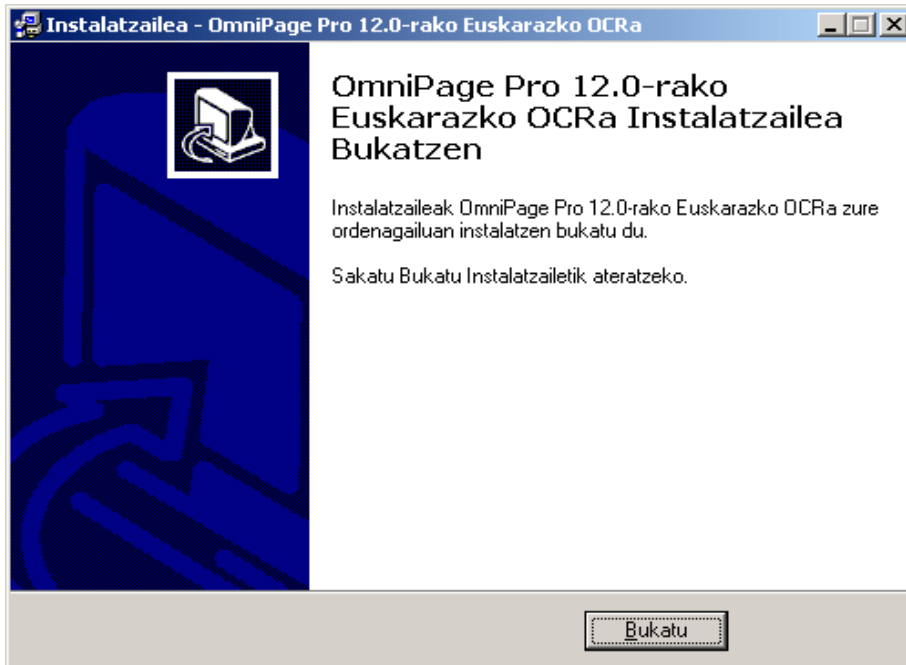 Instalatzailea - OmniPage Pro 12.0-rako Euskarazko OCRa
OmniPage Pro 12.0-rako
Euskarazko OCRa Instalatzailea
Bukatzen
Instalatzaileak OmniPage Pro 12.0-rako Euskarazko OCRa zure
ordenagailuan instalatzen bukatu du.
Sakatu Bukatu Instalatzailetik ateratzeko.
Bukatu